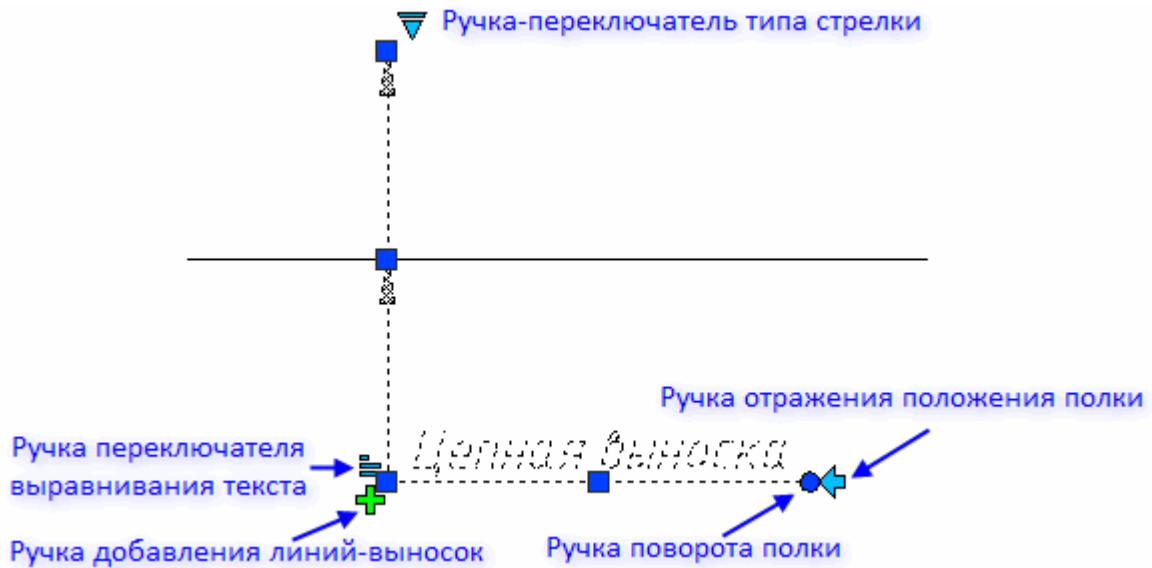 Ручка-переключатель типа стрелки
Ручка отражения положения полки
Цепная выноска
Ручка переключателя
выравнивания текста
Ручка добавления линий-выносок
Ручка поворота полки